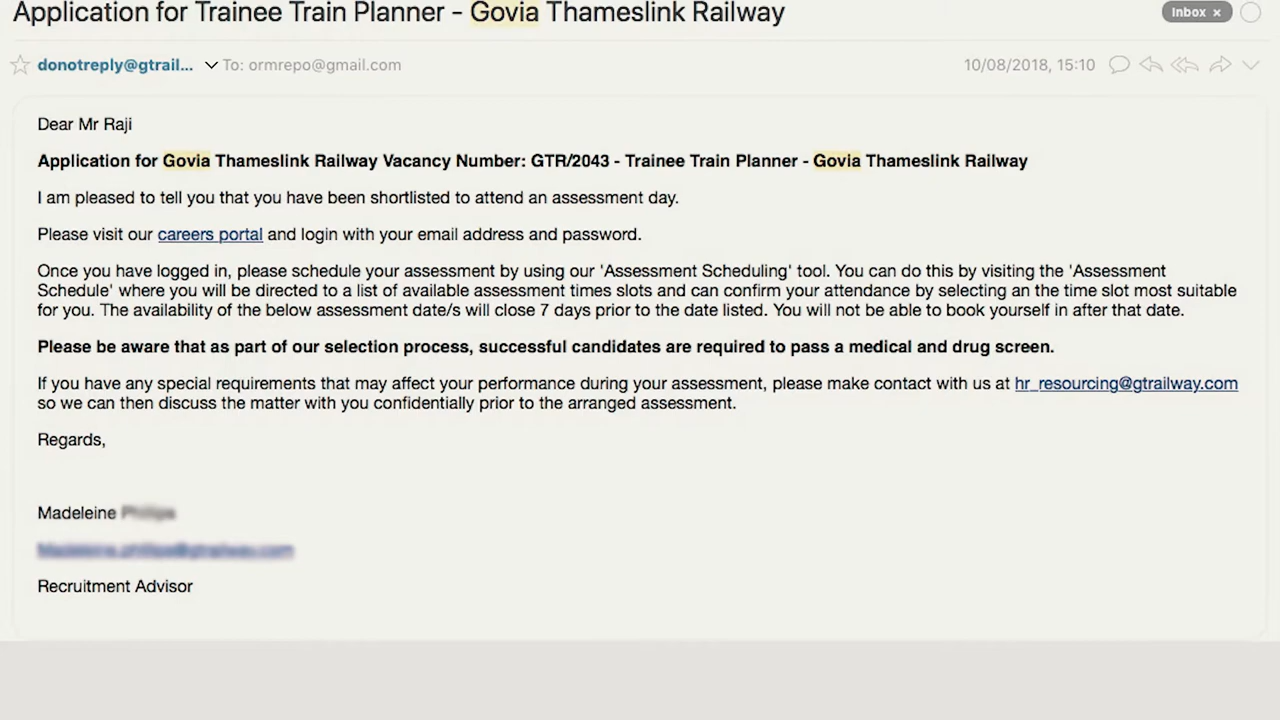 Application for Trainee Train Planner – Govia Thameslink Railway
Inbox ×
donotreply@gtrail... To: ormrepo@gmail.com
10/08/2018, 15:10
Dear Mr Raji
Application for Govia Thameslink Railway Vacancy Number: GTR/2043 - Trainee Train Planner - Govia Thameslink Railway
I am pleased to tell you that you have been shortlisted to attend an assessment day.
Please visit our careers portal and login with your email address and password.
Once you have logged in, please schedule your assessment by using our 'Assessment Scheduling' tool. You can do this by visiting the 'Assessment
Schedule' where you will be directed to a list of available assessment times slots and can confirm your attendance by selecting an the time slot most suitable
for you. The availability of the below assessment date/s will close 7 days prior to the date listed. You will not be able to book yourself in after that date.
Please be aware that as part of our selection process, successful candidates are required to pass a medical and drug screen.
If you have any special requirements that may affect your performance during your assessment, please make contact with us at hr_resourcing@gtrailway.com
so we can then discuss the matter with you confidentially prior to the arranged assessment.
Regards,
Madeleine
Recruitment Advisor